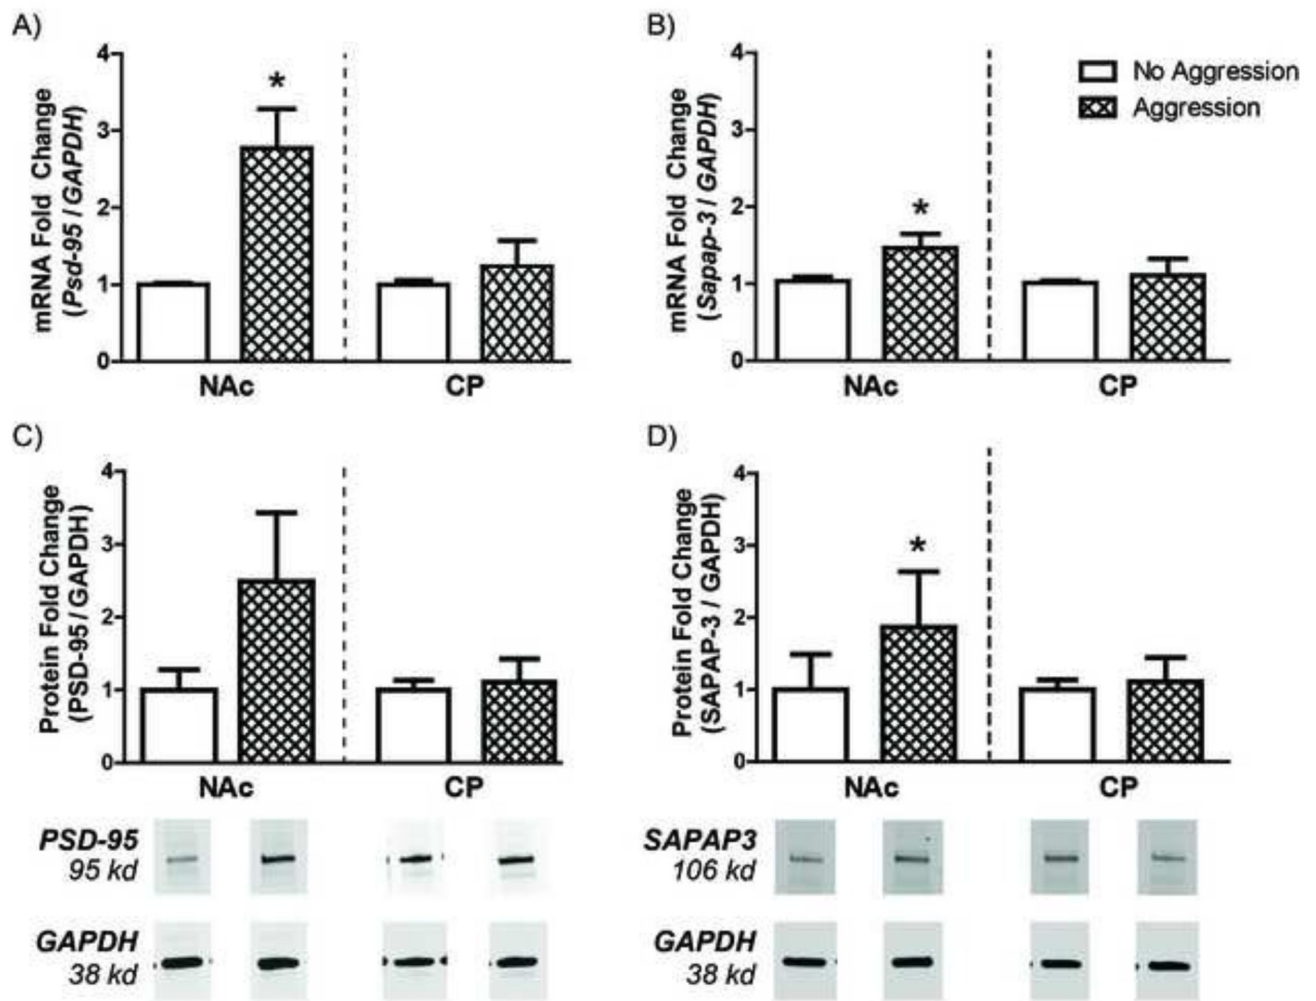 A)
mRNA Fold Change
(Psd-95 / GAPDH)
4
3
2
1
0
*
NAc
CP
B)
mRNA Fold Change
(Sapap-3 / GAPDH)
4
3
2
1
0
*
NAc
CP
No Aggression
Aggression
C)
Protein Fold Change
(PSD-95 / GAPDH)
4
3
2
1
0
NAc
CP
PSD-95
95 kd
GAPDH
38 kd
D)
Protein Fold Change
(SAPAP-3 / GAPDH)
4
3
2
1
0
*
NAc
CP
SAPAP3
106 kd
GAPDH
38 kd